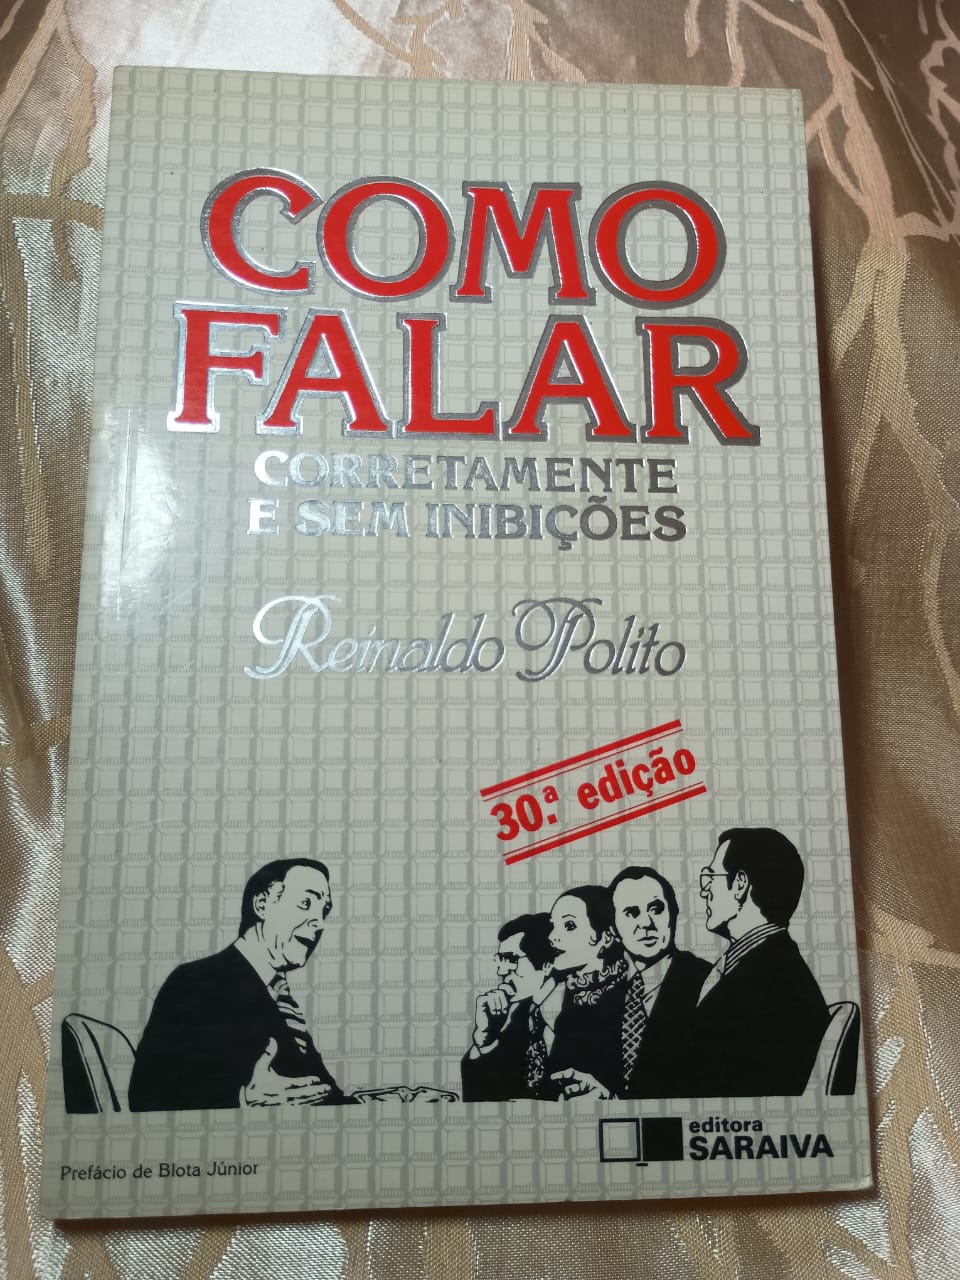 COMO
FALAR
CORRETAMENTE
E SEM INIBIÇÕES
Reinaldo Polito
30.ª edição
editora
SARAIVA
Prefácio de Blota Júnior